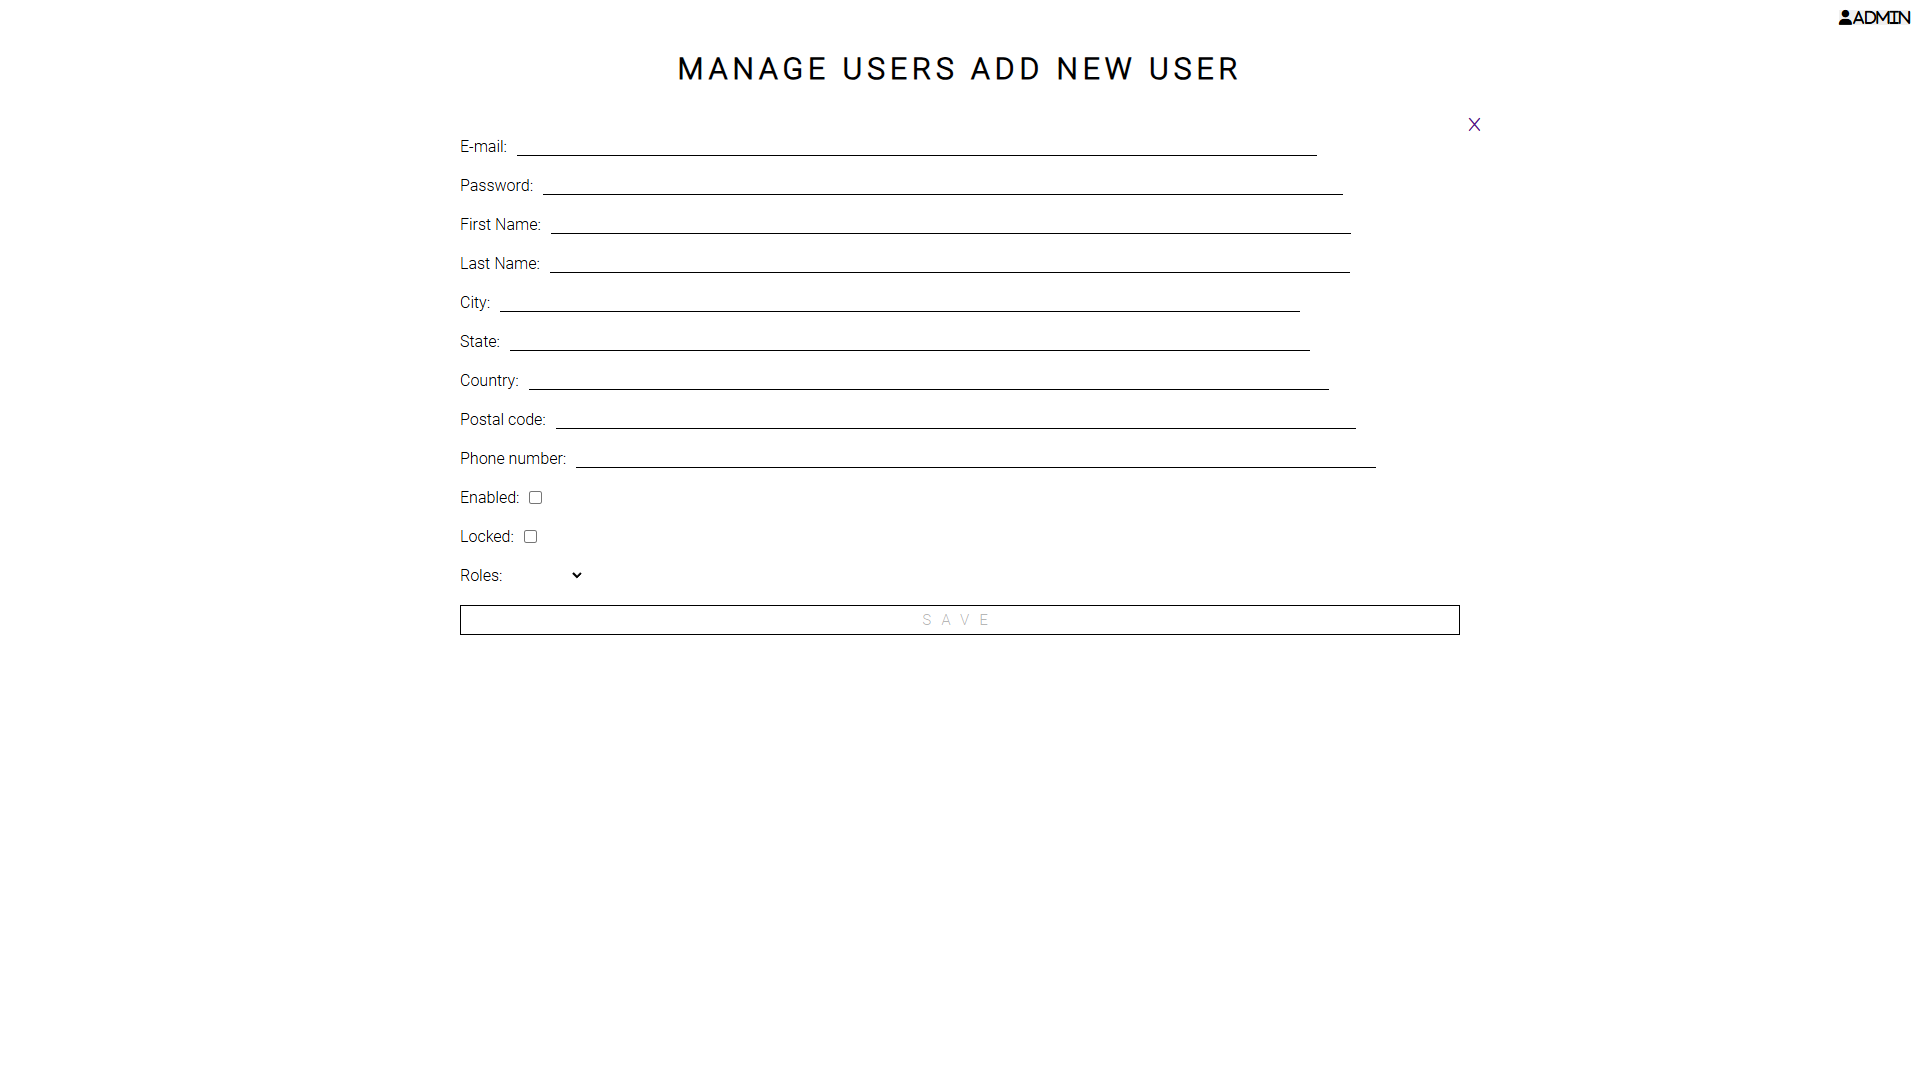 ADMIN
MANAGE USERS ADD NEW USER
X
E-mail:
Password:
First Name:
Last Name:
City:
State:
Country:
Postal code:
Phone number:
Enabled:
Locked:
Roles:
SAVE